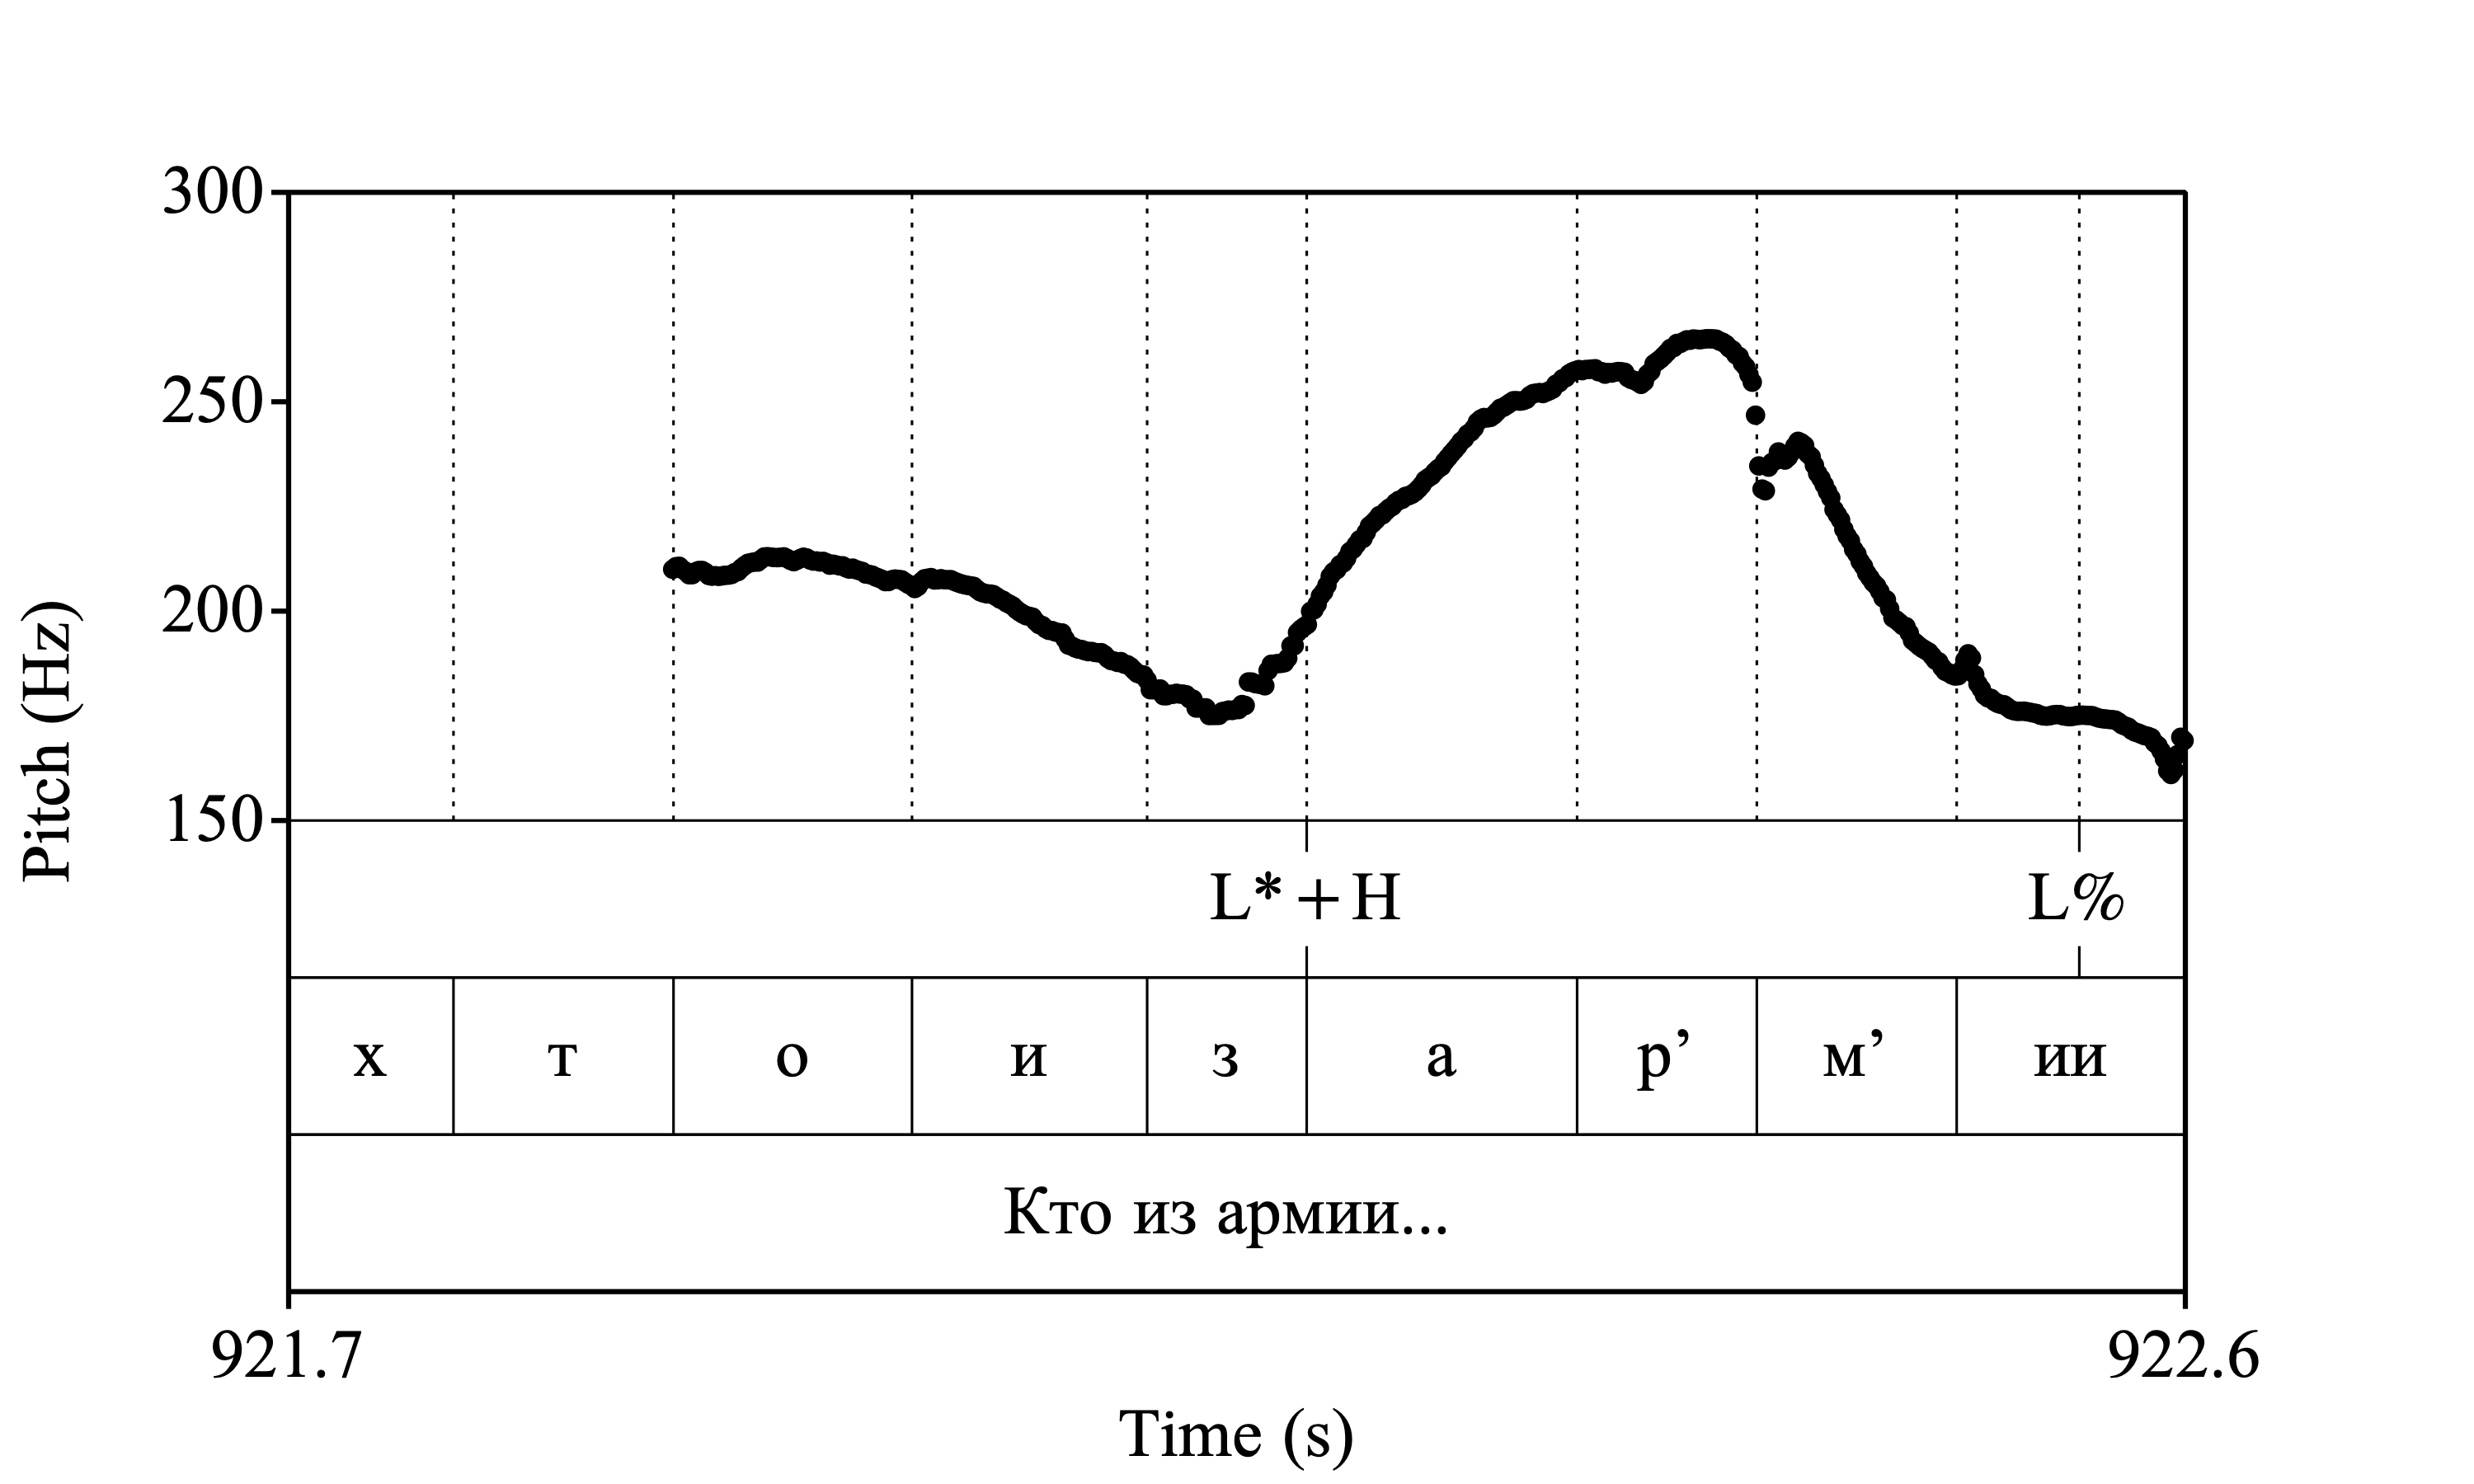 300
250
200
150
Pitch (Hz)
L*+H L%
х т о и з а р’ м’ ии
Кто из армии...
921.7 922.6
Time (s)